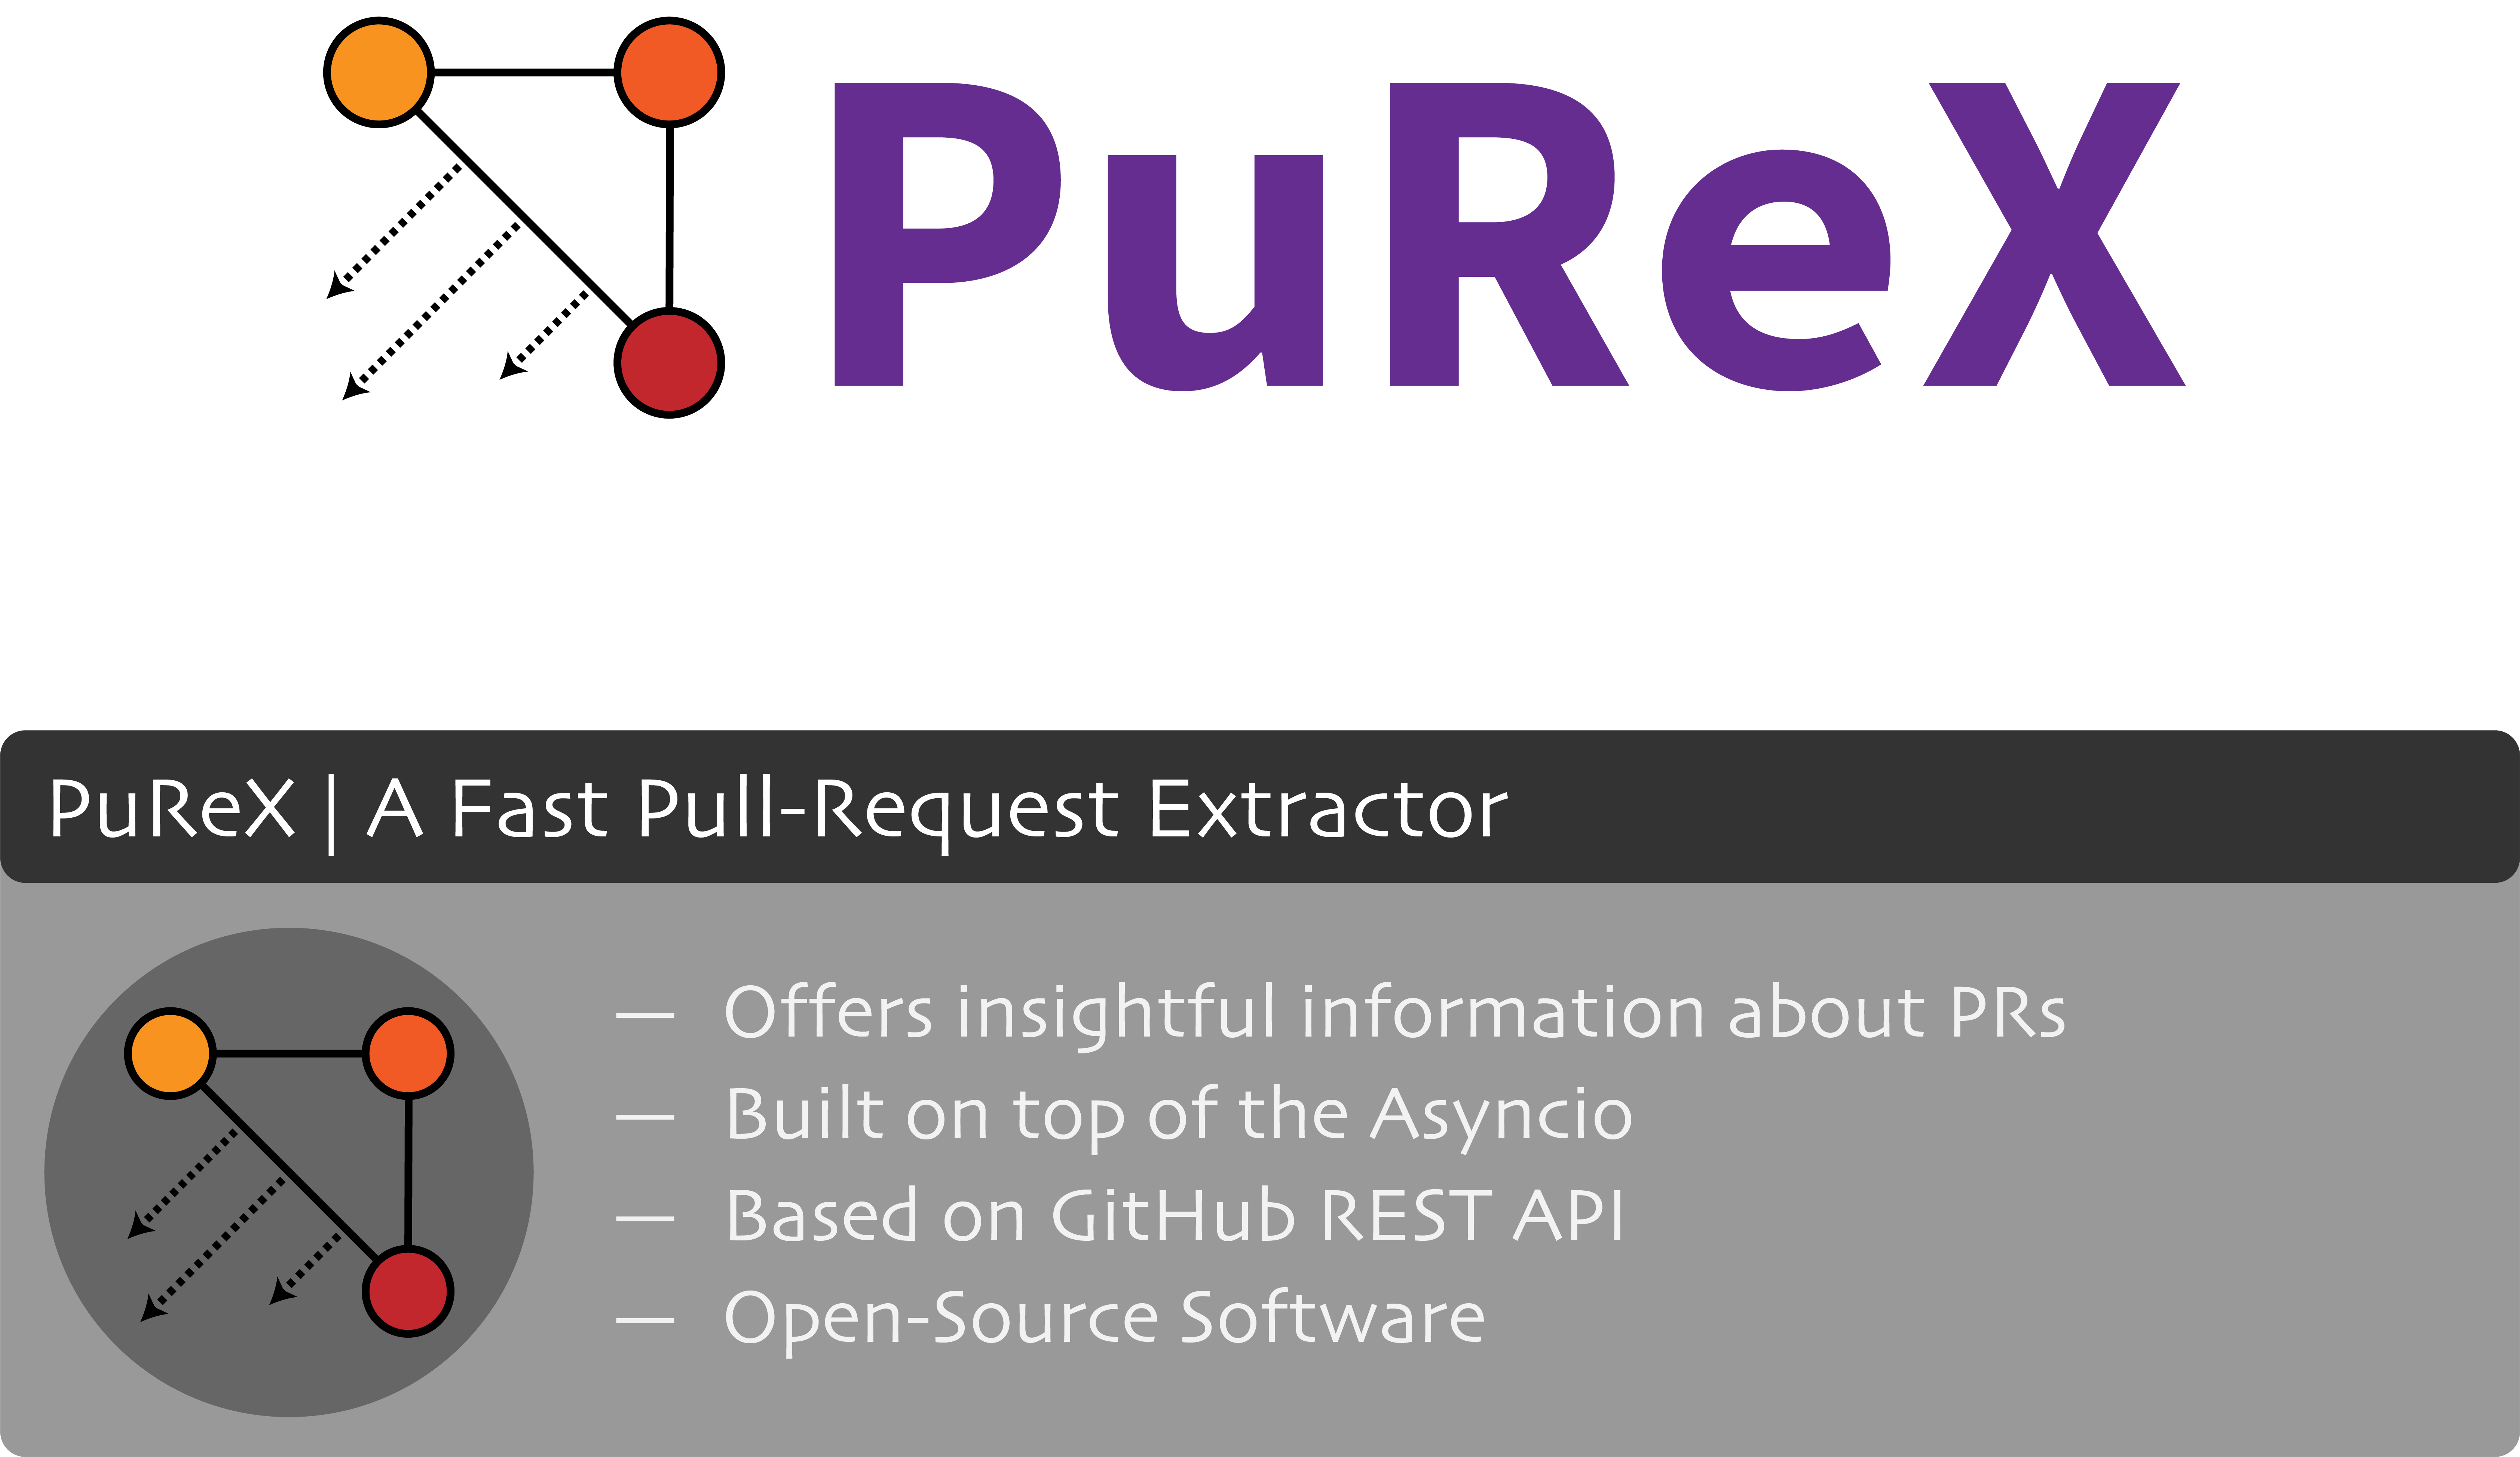 PuReX
PuReX | A Fast Pull-Request Extractor
— Offers insightful information about PRs
— Built on top of the Asyncio
— Based on GitHub REST API
— Open-Source Software